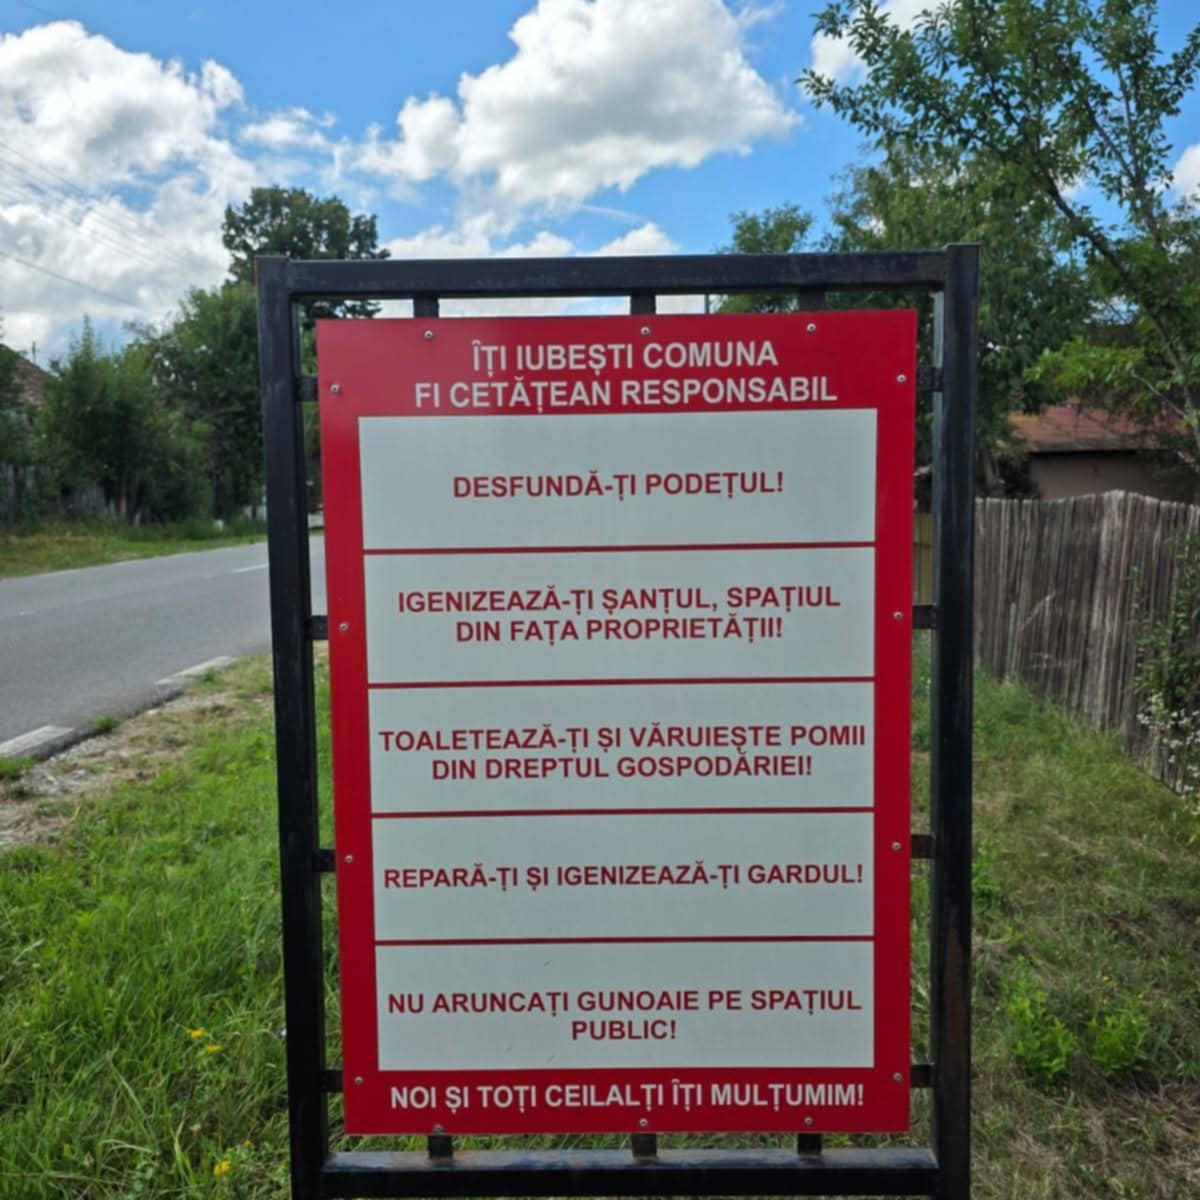 ÎȚI IUBEȘTI COMUNA
FI CETĂȚEAN RESPONSABIL
DESFUNDĂ-ȚI PODEȚUL!
IGENIZEAZĂ-ȚI ȘANȚUL, SPAȚIUL
DIN FAȚA PROPRIETĂȚII!
TOALETEAZĂ-ȚI ȘI VĂRUIEȘTE POMII
DIN DREPTUL GOSPODĂRIEI!
REPARĂ-ȚI ȘI IGENIZEAZĂ-ȚI GARDUL!
NU ARUNCAȚI GUNOAIE PE SPAȚIUL
PUBLIC!
NOI ȘI TOȚI CEILALȚI ÎȚI MULȚUMIM!